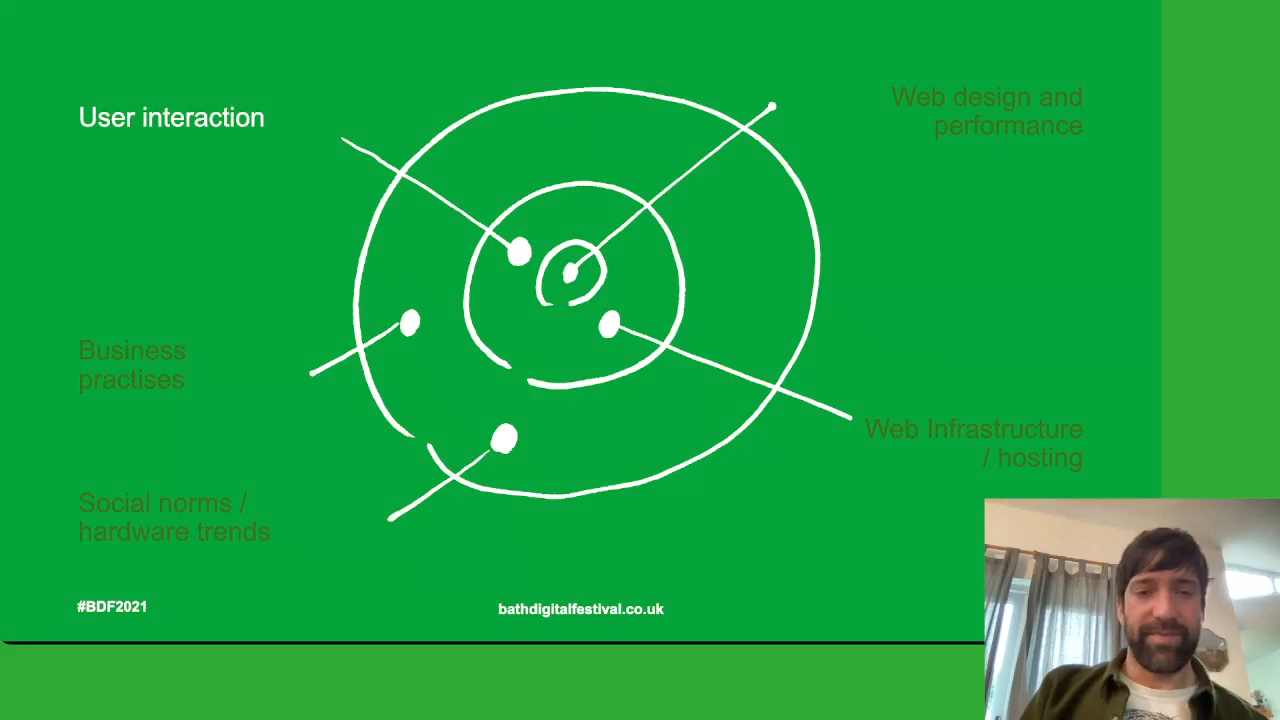 User interaction
Web design and
performance
Business
practises
Web Infrastructure
/ hosting
Social norms /
hardware trends
#BDF2021
bathdigitalfestival.co.uk